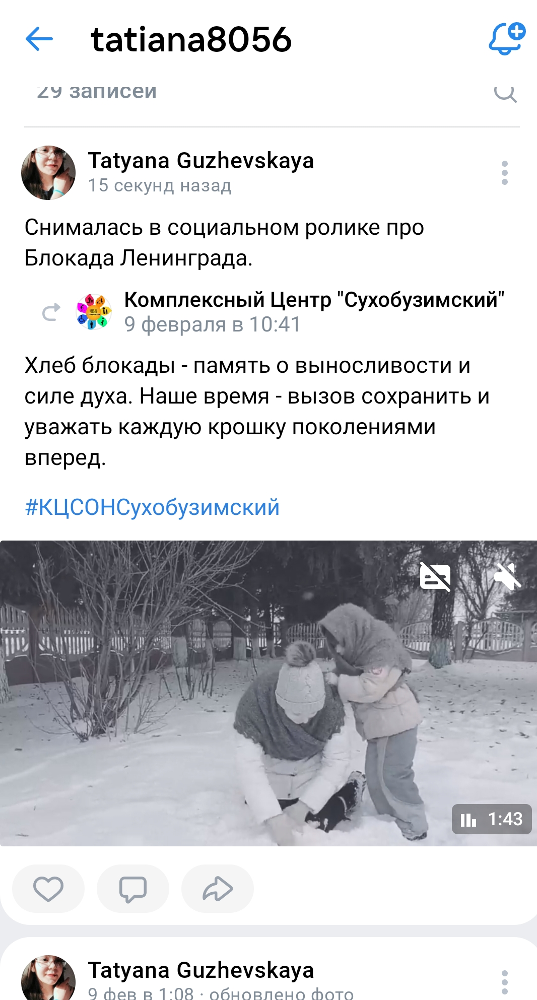 tatiana8056
29 записей
Tatyana Guzhevskaya
15 секунд назад
Снималась в социальном ролике про
Блокада Ленинграда.
Комплексный Центр "Сухобузимский"
9 февраля в 10:41
Хлеб блокады - память о выносливости и
силе духа. Наше время - вызов сохранить и
уважать каждую крошку поколениями
вперед.
#КЦСОНСухобузимский
1:43
Tatyana Guzhevskaya
9 фев в 1:08 · обновлено фото